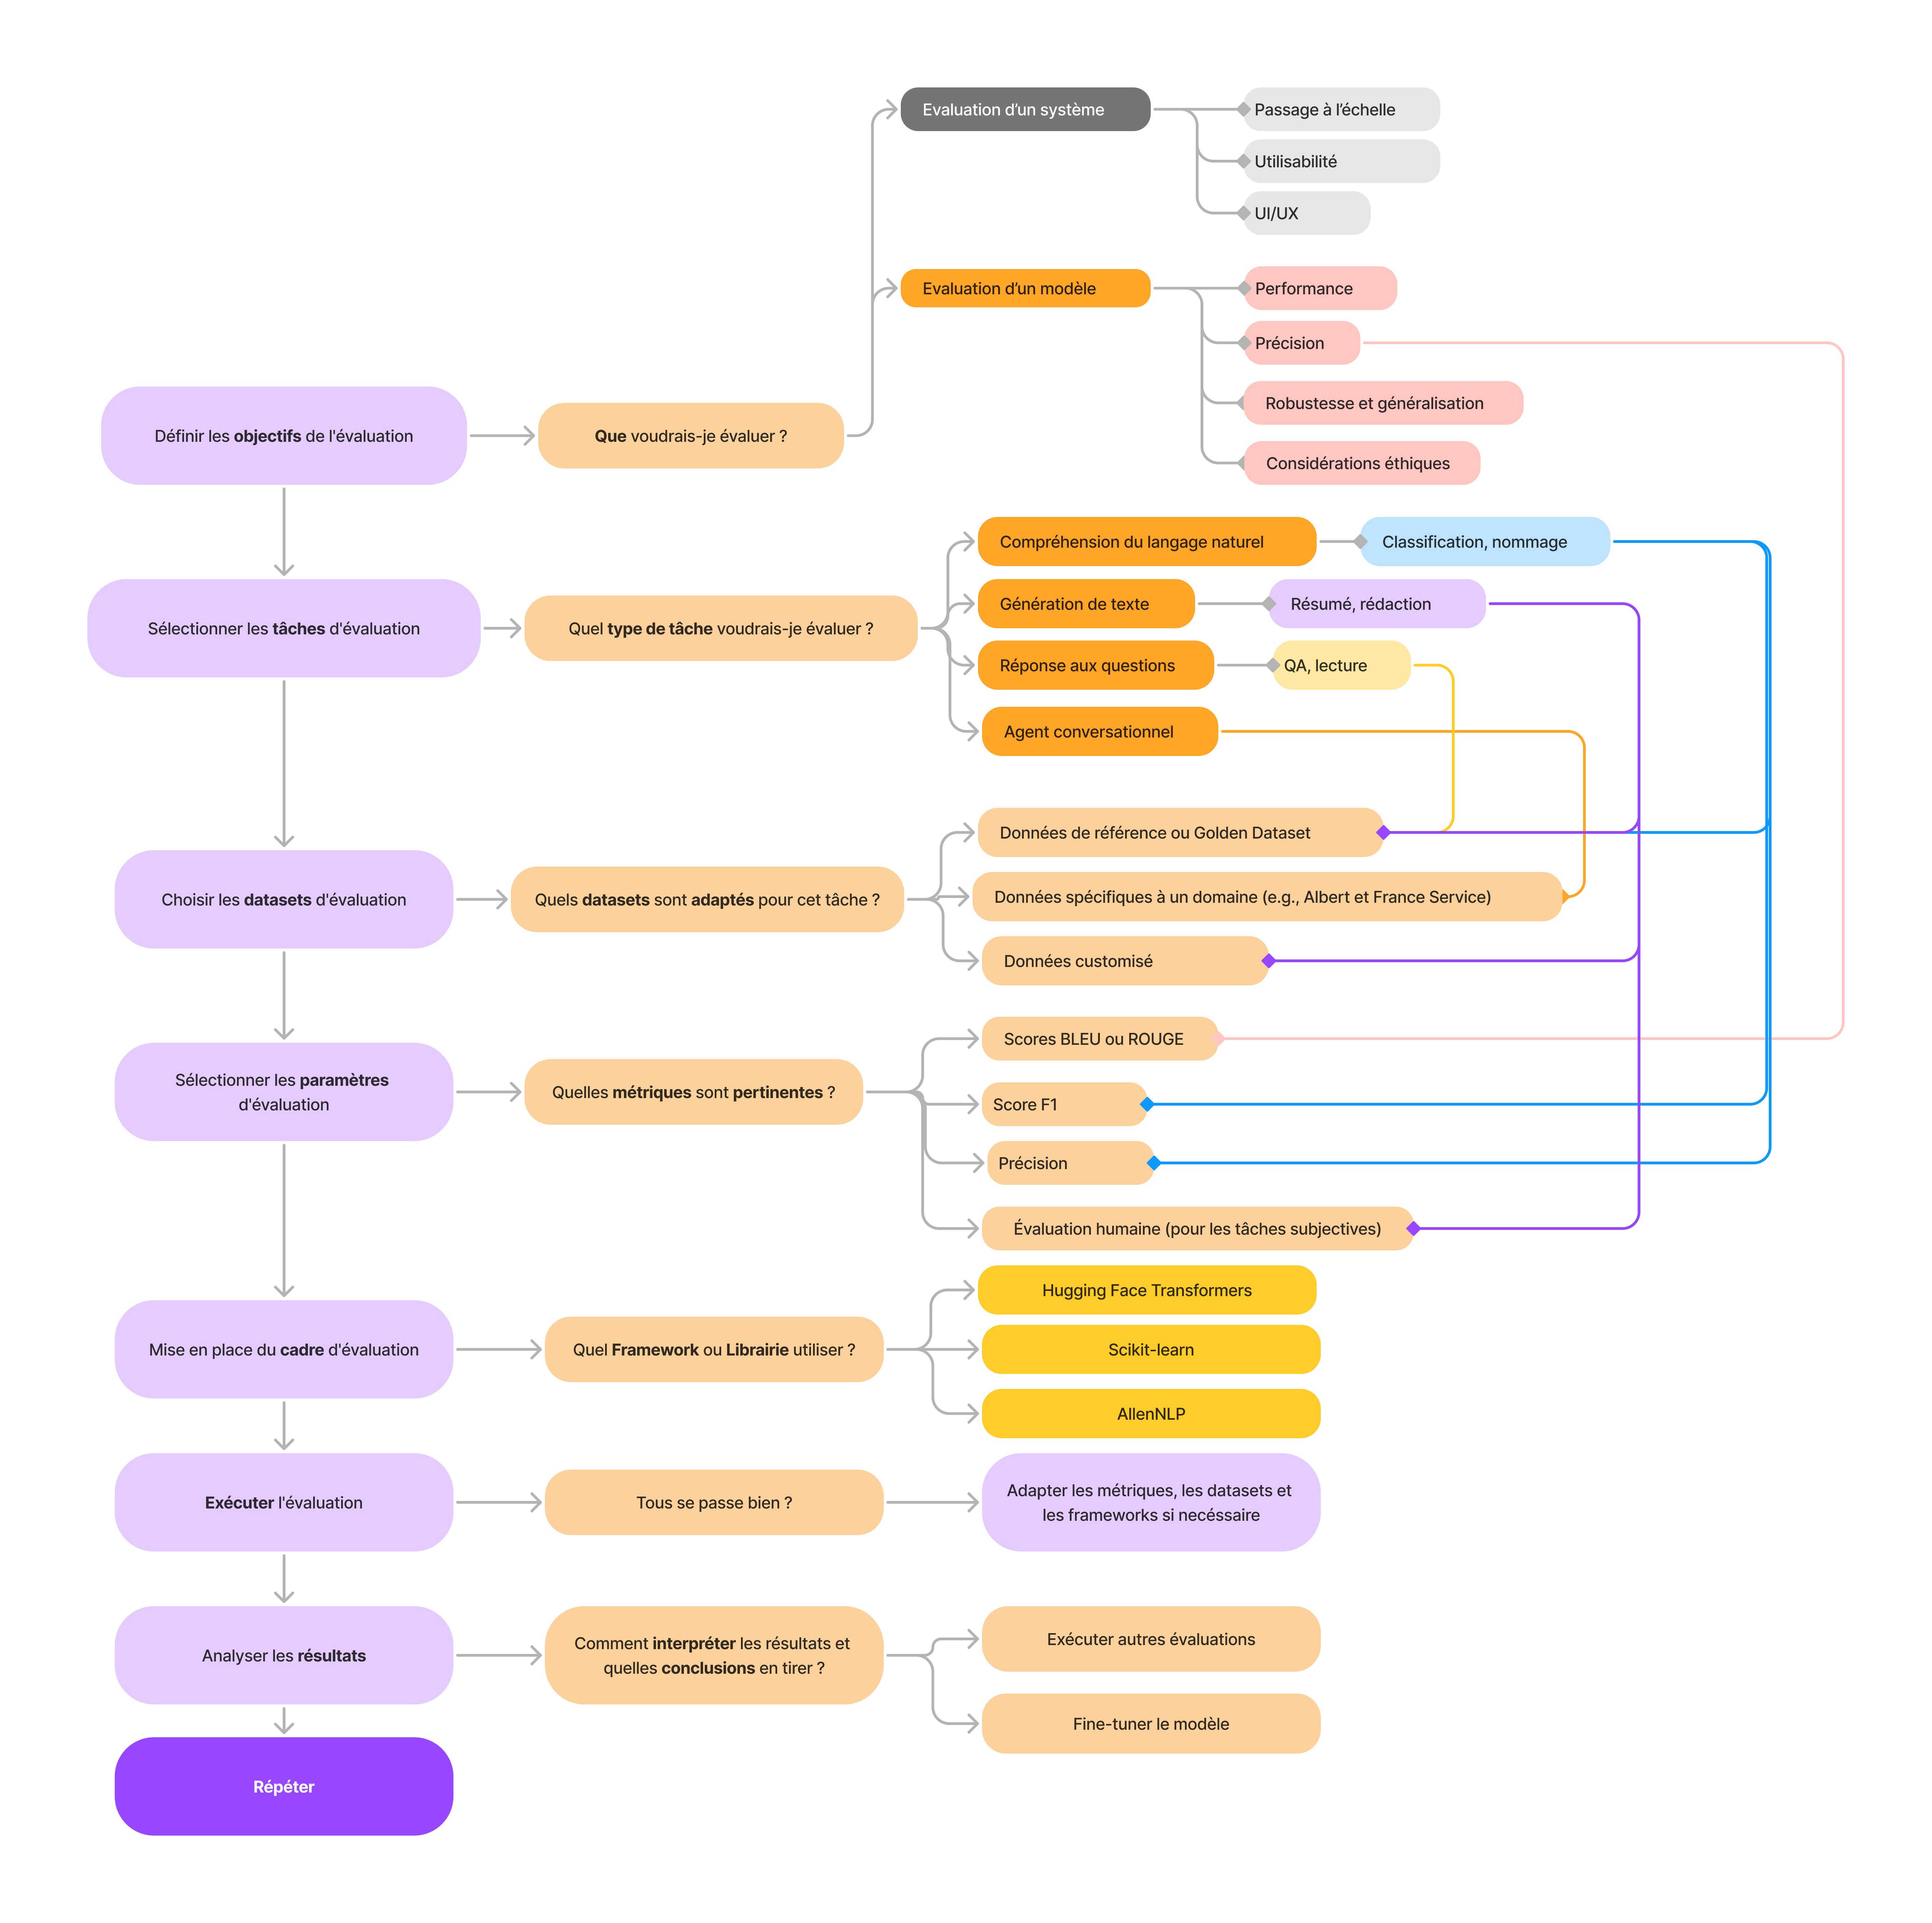 Evaluation d’un système
Passage à l’échelle
Utilisabilité
UI/UX
Evaluation d’un modèle
Performance
Précision
Robustesse et généralisation
Considérations éthiques
Définir les objectifs de l'évaluation
Que voudrais-je évaluer ?
Compréhension du langage naturel
Classification, nommage
Génération de texte
Résumé, rédaction
Sélectionner les tâches d'évaluation
Quel type de tâche voudrais-je évaluer ?
Réponse aux questions
QA, lecture
Agent conversationnel
Données de référence ou Golden Dataset
Choisir les datasets d'évaluation
Quels datasets sont adaptés pour cet tâche ?
Données spécifiques à un domaine (e.g., Albert et France Service)
Données customisé
Scores BLEU ou ROUGE
Sélectionner les paramètres
d'évaluation
Quelles métriques sont pertinentes ?
Score F1
Précision
Évaluation humaine (pour les tâches subjectives)
Hugging Face Transformers
Mise en place du cadre d'évaluation
Quel Framework ou Librairie utiliser ?
Scikit-learn
AllenNLP
Exécuter l'évaluation
Tous se passe bien ?
Adapter les métriques, les datasets et
les frameworks si necéssaire
Analyser les résultats
Comment interpréter les résultats et
quelles conclusions en tirer ?
Exécuter autres évaluations
Fine-tuner le modèle
Répéter